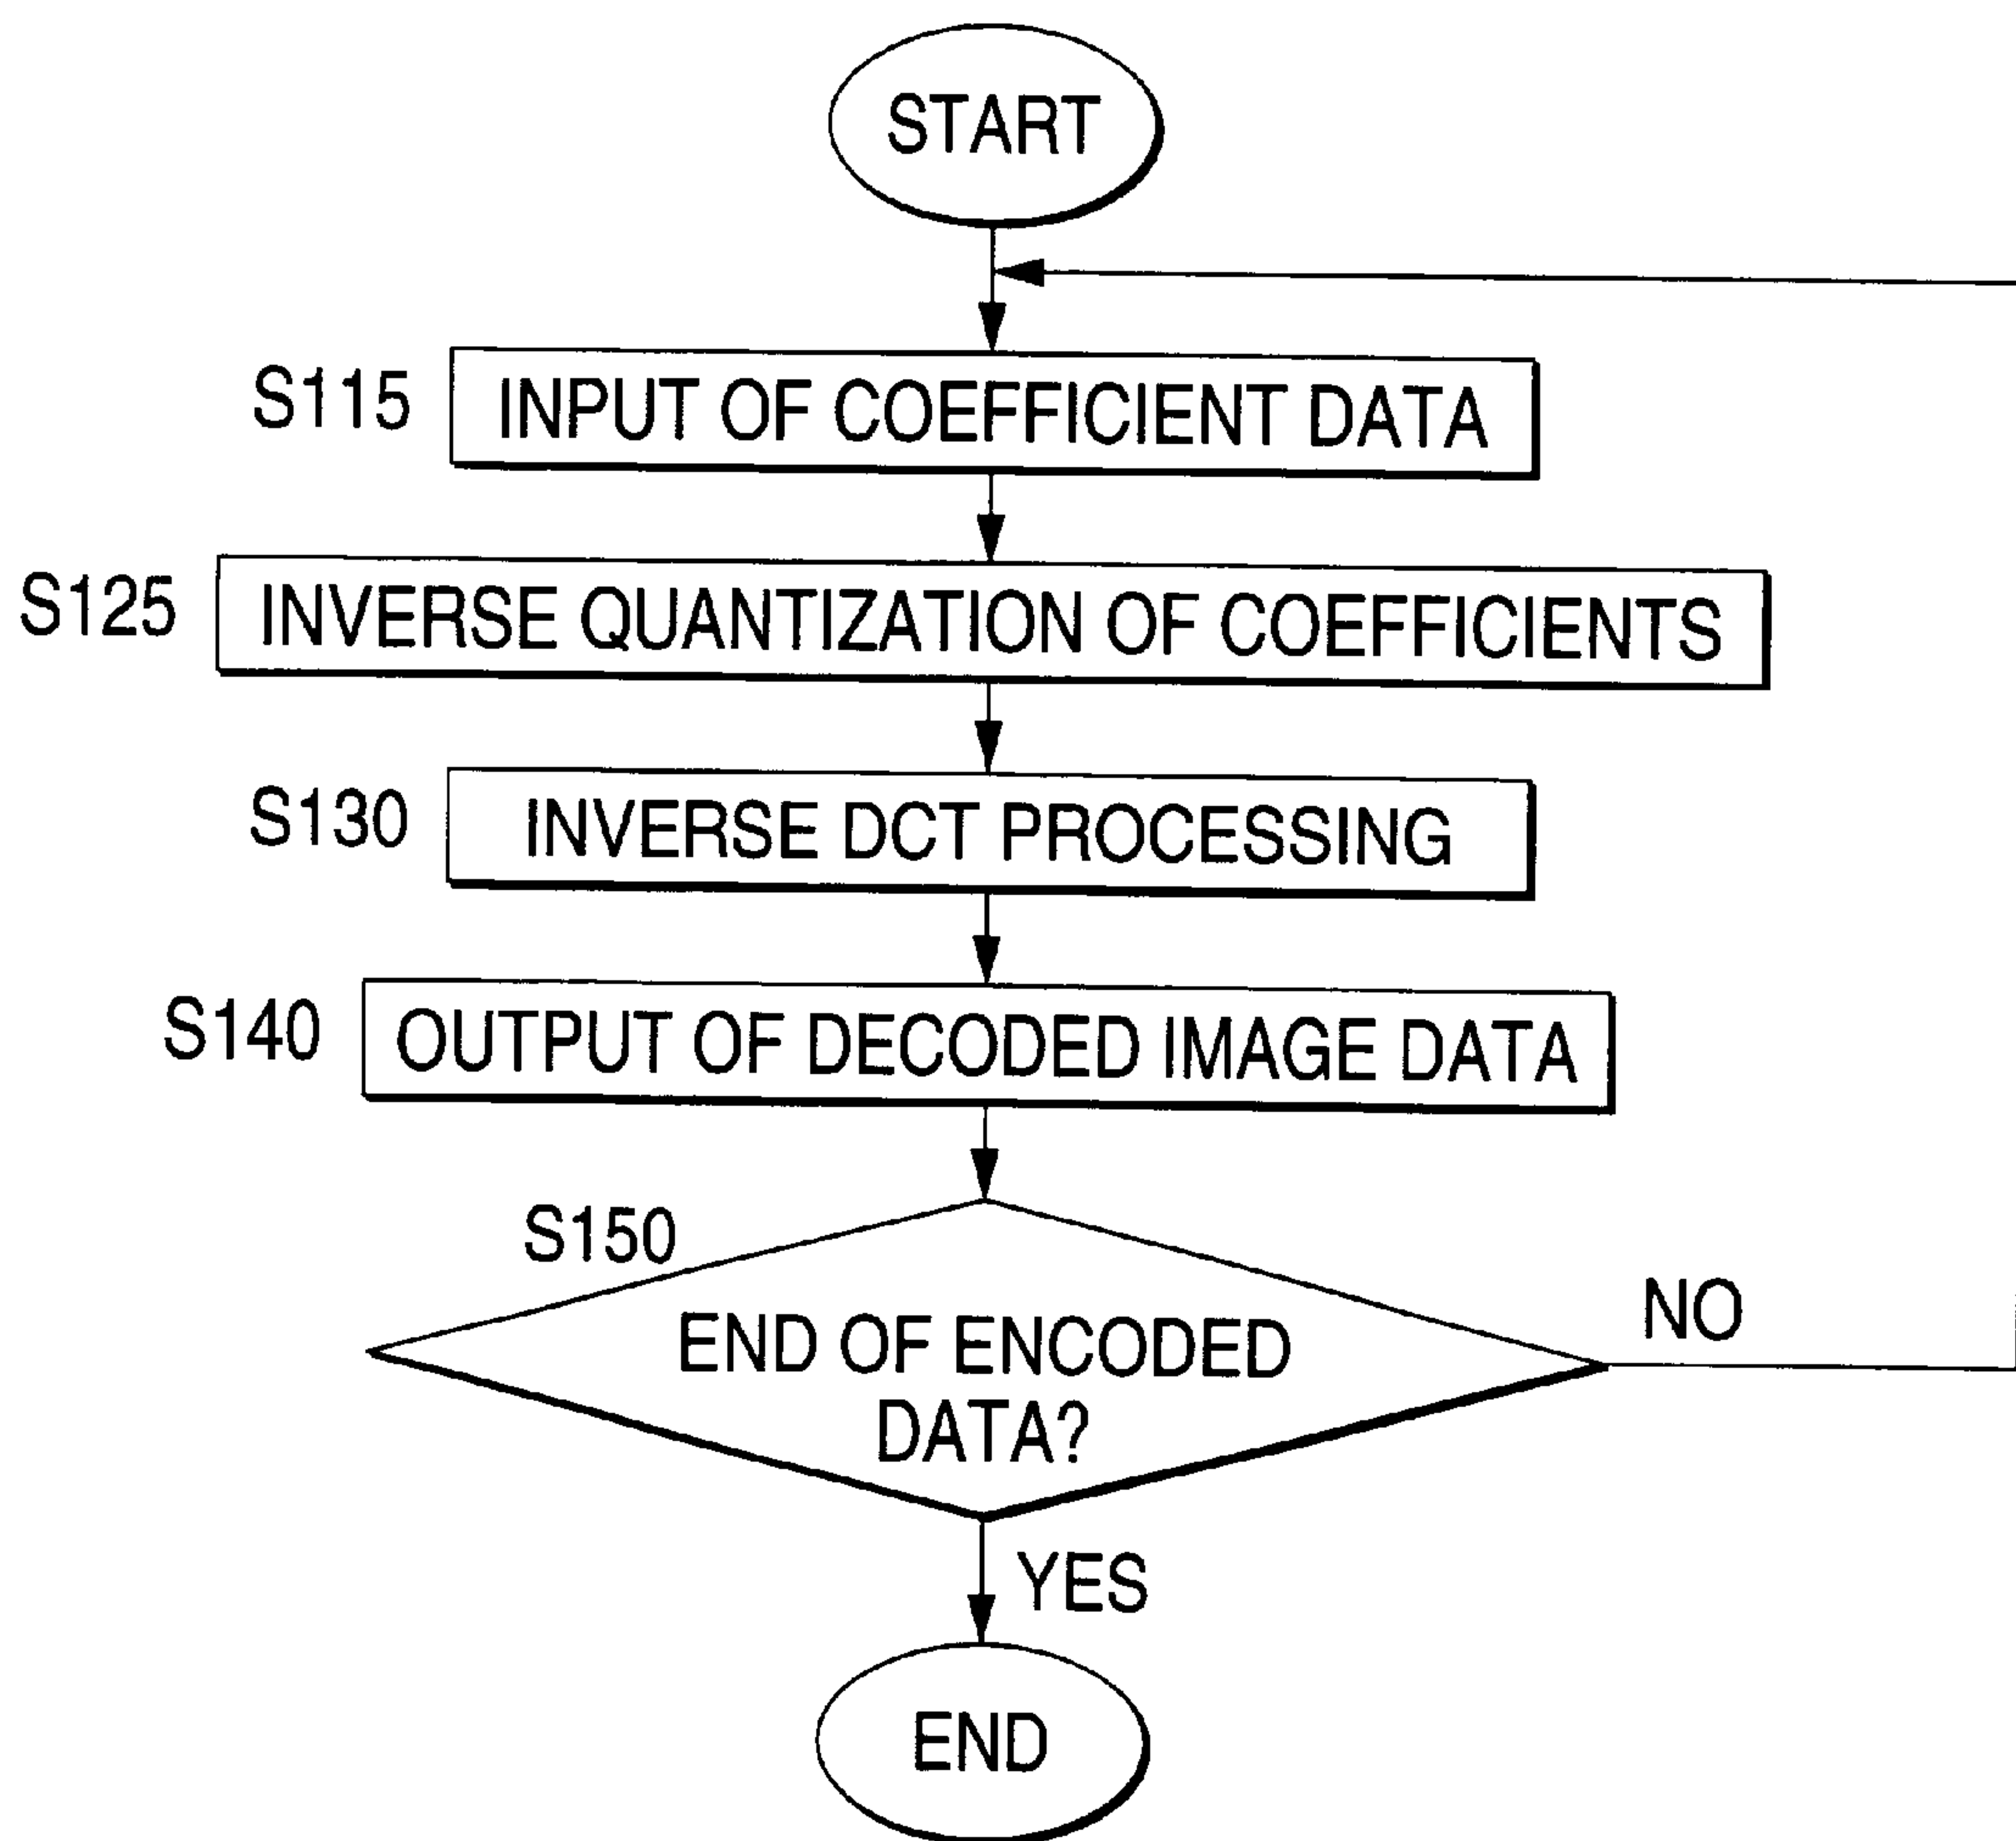 START
S115
INPUT OF COEFFICIENT DATA
S125
INVERSE QUANTIZATION OF COEFFICIENTS
S130
INVERSE DCT PROCESSING
S140
OUTPUT OF DECODED IMAGE DATA
S150
END OF ENCODED
DATA?
NO
YES
END